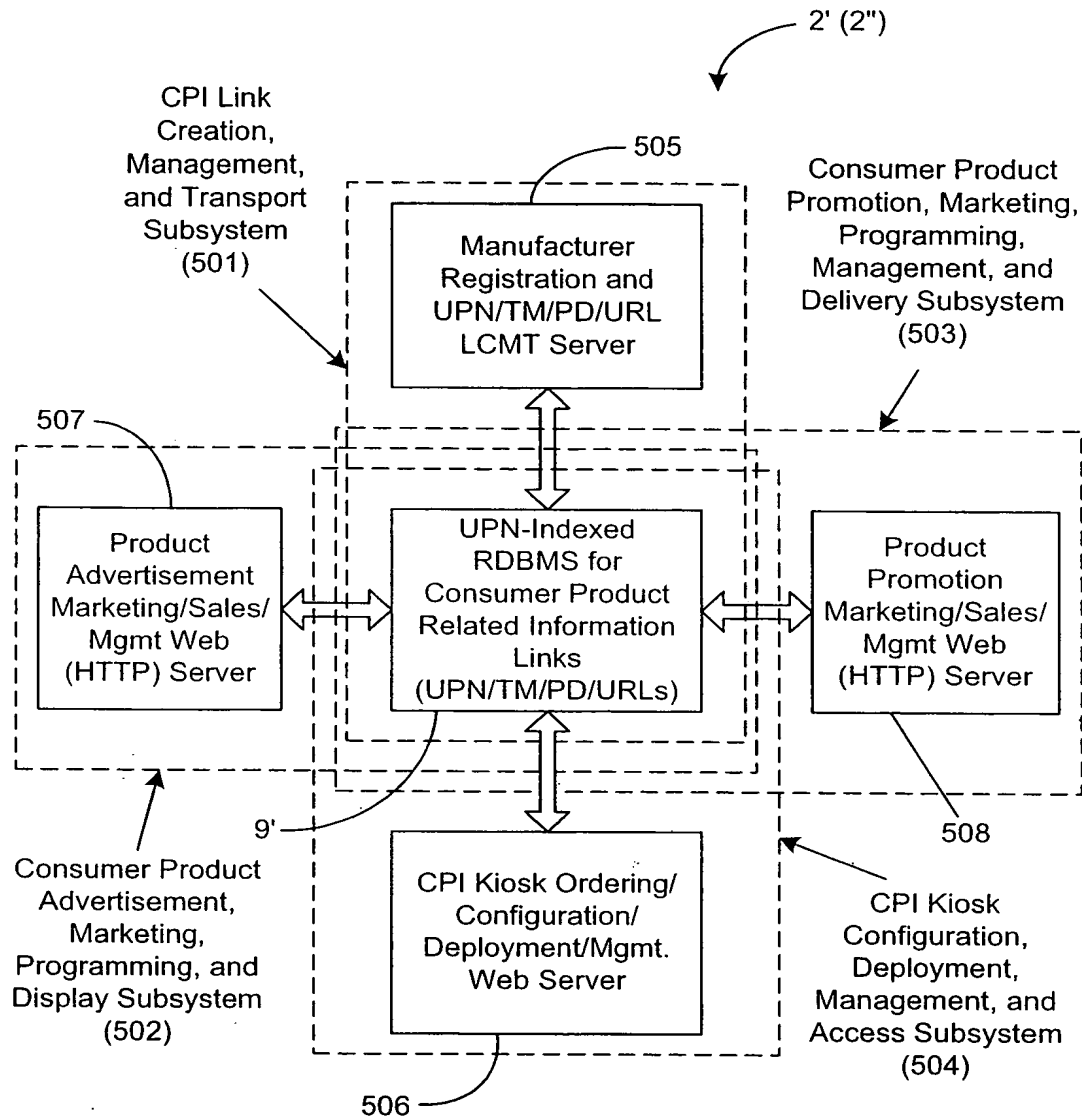 2' (2")
CPI Link
Creation,
Management,
and Transport
Subsystem
(501)
505
Consumer Product
Promotion, Marketing,
Programming,
Management, and
Delivery Subsystem
(503)
Manufacturer
Registration and
UPN/TM/PD/URL
LCMT Server
507
Product
Advertisement
Marketing/Sales/
Mgmt Web
(HTTP) Server
UPN-Indexed
RDBMS for
Consumer Product
Related Information
Links
(UPN/TM/PD/URLs)
Product
Promotion
Marketing/Sales/
Mgmt Web
(HTTP) Server
9'
508
Consumer Product
Advertisement,
Marketing,
Programming, and
Display Subsystem
(502)
CPI Kiosk Ordering/
Configuration/
Deployment/Mgmt.
Web Server
CPI Kiosk
Configuration,
Deployment,
Management, and
Access Subsystem
(504)
506